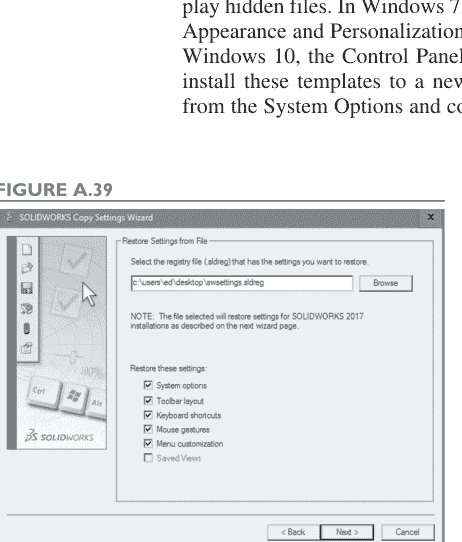 play hidden files. In Windows 7
Appearance and Personalization
Windows 10, the Control Panel
install these templates to a new
from the System Options and co
FIGURE A.39
SOLIDWORKS Copy Settings Wizard
x
Restore Settings from File
Select the registry file (.sldreg) that has the settings you want to restore.
c:\users\ed\desktop\swsettings.sldreg
Browse
NOTE: The file selected will restore settings for SOLIDWORKS 2017
installations as described on the next wizard page.
Restore these settings:
System options
Toolbar layout
Keyboard shortcuts
Mouse gestures
Menu customization
Saved Views
100%
Ctrl
Alt
SOLIDWORKS
< Back
Next >
Cancel